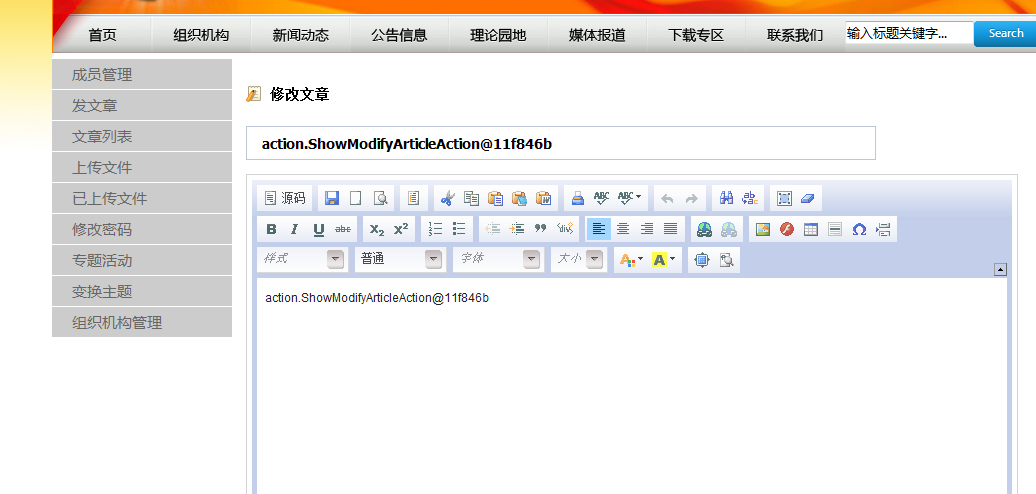 首页 组织机构 新闻动态 公告信息 理论园地 媒体报道 下载专区 联系我们 输入标题关键字... Search
成员管理
发文章
文章列表
上传文件
已上传文件
修改密码
专题活动
变换主题
组织机构管理
修改文章
action.ShowModifyArticleAction@11f846b
源码
样式 普通 字体 大小
action.ShowModifyArticleAction@11f846b